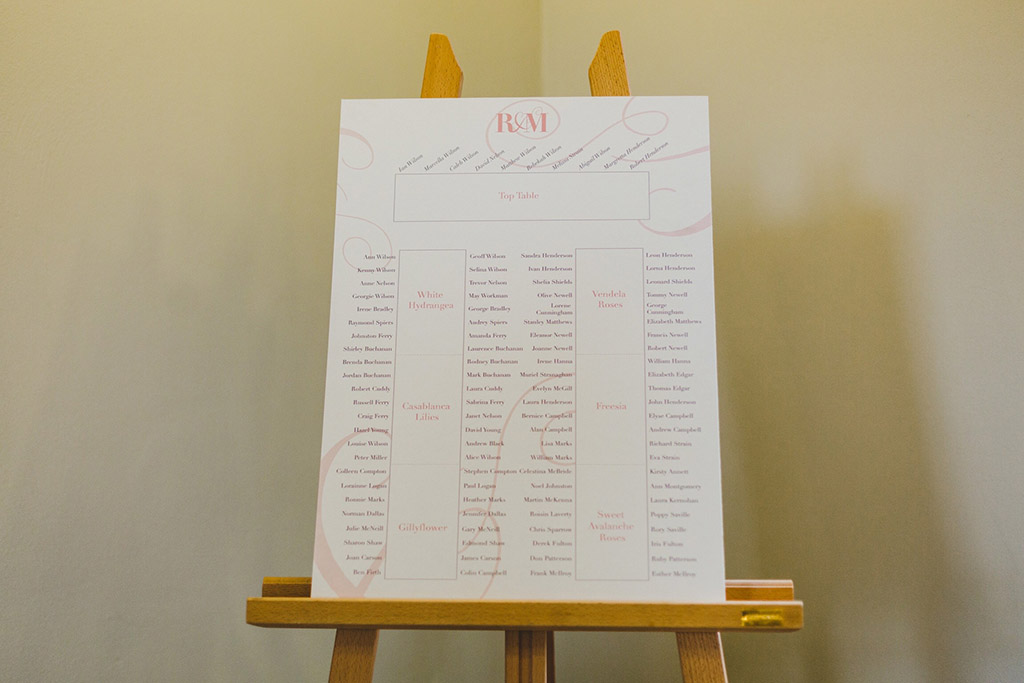 R&M
Marcella Wilson
Caleb Wilson
David Nelson
Matthew Wilson
Rebekah Wilson
Melissa Strain
Abigail Wilson
Margaret Henderson
Robert Henderson
Top Table
Ann Wilson
Kenny Wilson
Anne Nelson
Georgie Wilson
Irene Bradley
Raymond Spiers
Johnston Ferry
Shirley Buchanan
Brenda Buchanan
Jordan Buchanan
Robert Cuddy
Russell Ferry
Craig Ferry
Hazel Young
Louise Wilson
Peter Miller
Colleen Compton
Lorainne Logan
Ronnie Marks
Norman Dallas
Julie McNeill
Sharon Shaw
Joan Carson
Ben Firth
White
Hydrangea
Casablanca
Lilies
Gillyflower
Geoff Wilson
Selina Wilson
Trevor Nelson
May Workman
George Bradley
Audrey Spiers
Amanda Ferry
Laurence Buchanan
Rodney Buchanan
Mark Buchanan
Laura Cuddy
Sabrina Ferry
Janet Nelson
David Young
Andrew Black
Alice Wilson
Stephen Compton
Paul Logan
Heather Marks
Jennifer Dallas
Gary McNeill
Edmond Shaw
James Carson
Colin Campbell
Sandra Henderson
Ivan Henderson
Shelia Shields
Olive Newell
Lorene
Cunningham
Stanley Matthews
Eleanor Newell
Joanne Newell
Irene Hanna
Muriel Stranaghan
Evelyn McGill
Laura Henderson
Bernice Campbell
Alan Campbell
Lisa Marks
William Marks
Celestina McBride
Noel Johnston
Martin McKenna
Roisin Laverty
Chris Sparrow
Derek Fulton
Don Patterson
Frank McIlroy
Vendela
Roses
Freesia
Sweet
Avalanche
Roses
Leon Henderson
Lorna Henderson
Leonard Shields
Tommy Newell
George
Cunningham
Elizabeth Matthews
Francis Newell
Robert Newell
William Hanna
Elizabeth Edgar
Thomas Edgar
John Henderson
Elyse Campbell
Andrew Campbell
Richard Strain
Eva Strain
Kirsty Annett
Ann Montgomery
Laura Kernohan
Poppy Saville
Rory Saville
Iris Fulton
Ruby Patterson
Esther McIlroy